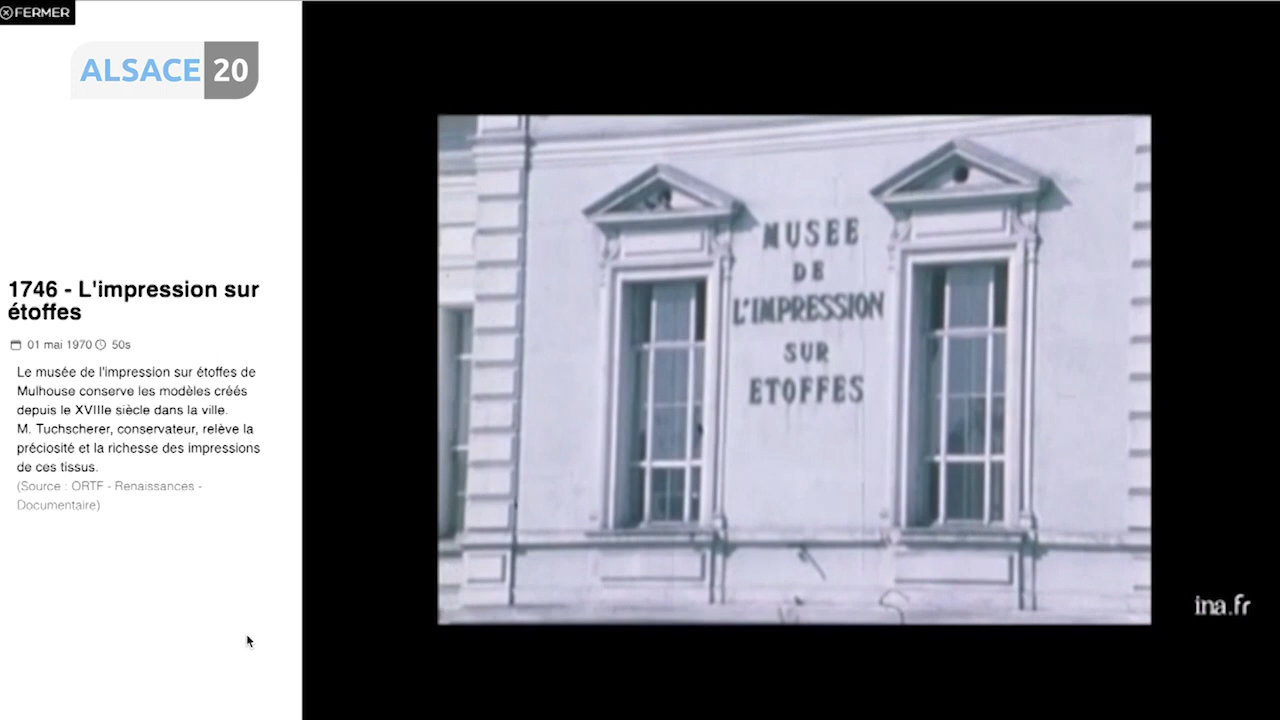 FERMER
ALSACE 20
1746 - L'impression sur
étoffes
01 mai 1970 50s
Le musée de l'impression sur étoffes de
Mulhouse conserve les modèles créés
depuis le XVIIIe siècle dans la ville.
M. Tuchscherer, conservateur, relève la
préciosité et la richesse des impressions
de ces tissus.
(Source : ORTF - Renaissances -
Documentaire)
MUSEE
DE
L'IMPRESSION
SUR
ETOFFES
ina.fr